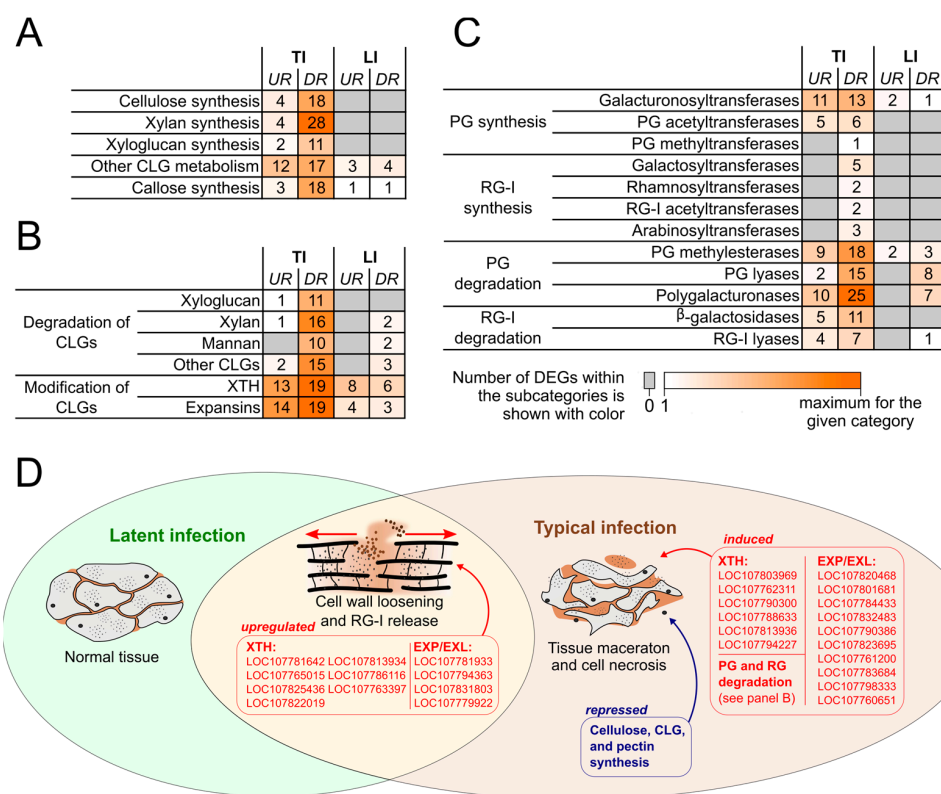 A
TI LI
UR DR UR DR
Cellulose synthesis 4 18
Xylan synthesis 4 28
Xyloglucan synthesis 2 11
Other CLG metabolism 12 17 3 4
Callose synthesis 3 18 1 1
B
TI LI
UR DR UR DR
Degradation of CLGs
Xyloglucan 1 11
Xylan 1 16 2
Mannan 10 2
Other CLGs 2 15 3
Modification of CLGs
XTH 13 19 8 6
Expansins 14 19 4 3
C
TI LI
UR DR UR DR
PG synthesis
Galacturonosyltransferases 11 13 2 1
PG acetyltransferases 5 6
PG methyltransferases 1
RG-I
synthesis
Galactosyltransferases 5
Rhamnosyltransferases 2
RG-I acetyltransferases 2
Arabinosyltransferases 3
PG
degradation
PG methylesterases 9 18 2 3
PG lyases 2 15 8
Polygalacturonases 10 25 7
RG-I
degradation
β-galactosidases 5 11
RG-I lyases 4 7 1
Number of DEGs within
the subcategories is
shown with color
0 1
maximum for the
given category
D
Latent infection
Normal tissue
Cell wall loosening
and RG-I release
upregulated
XTH:
LOC107781642 LOC107813934
LOC107765015 LOC107786116
LOC107825436 LOC107763397
LOC107822019
EXP/EXL:
LOC107781933
LOC107794363
LOC107831803
LOC107779922
Typical infection
Tissue maceraton
and cell necrosis
repressed
Cellulose, CLG,
and pectin
synthesis
induced
XTH:
LOC107803969
LOC107762311
LOC107790300
LOC107788633
LOC107813936
LOC107794227
PG and RG
degradation
(see panel B)
EXP/EXL:
LOC107820468
LOC107801681
LOC107784433
LOC107832483
LOC107790386
LOC107823695
LOC107761200
LOC107783684
LOC107798333
LOC107760651